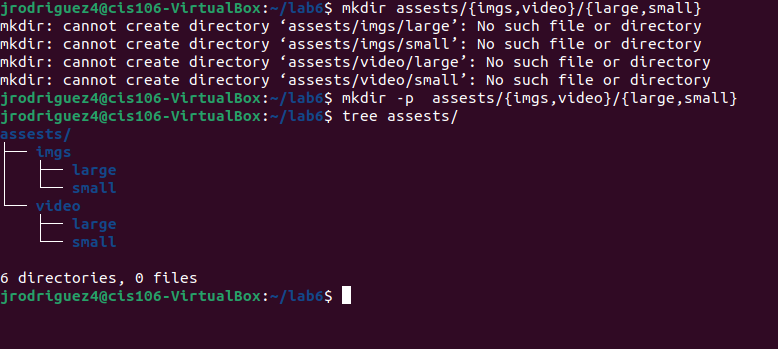 jrodriguez4@cis106-VirtualBox:~/lab6$ mkdir assests/{imgs,video}/{large,small}
mkdir: cannot create directory ‘assests/imgs/large’: No such file or directory
mkdir: cannot create directory ‘assests/imgs/small’: No such file or directory
mkdir: cannot create directory ‘assests/video/large’: No such file or directory
mkdir: cannot create directory ‘assests/video/small’: No such file or directory
jrodriguez4@cis106-VirtualBox:~/lab6$ mkdir -p  assests/{imgs,video}/{large,small}
jrodriguez4@cis106-VirtualBox:~/lab6$ tree assests/
assests/
├── imgs
│   ├── large
│   └── small
└── video
    ├── large
    └── small

6 directories, 0 files
jrodriguez4@cis106-VirtualBox:~/lab6$